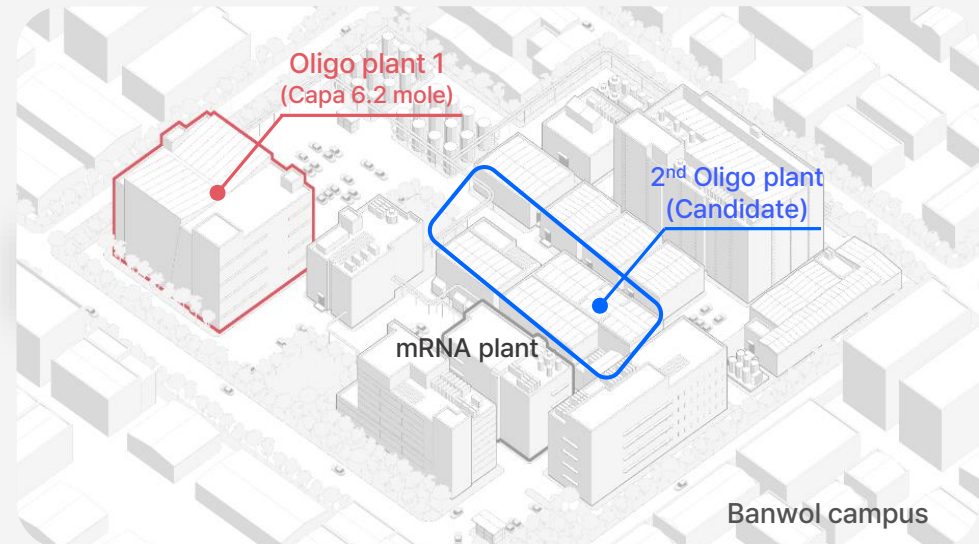 Oligo plant 1
(Capa 6.2 mole)
2nd Oligo plant
(Candidate)
mRNA plant
Banwol campus